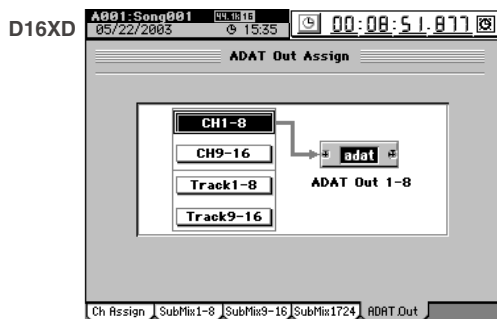 D16XD
A001:Song001 44.1k 16
05/22/2003 15:35 00:08:51.877
ADAT Out Assign
CH1-8
CH9-16
adat
Track1-8
ADAT Out 1-8
Track9-16
Ch Assign SubMix1-8 SubMix9-16 SubMix1724 ADAT Out